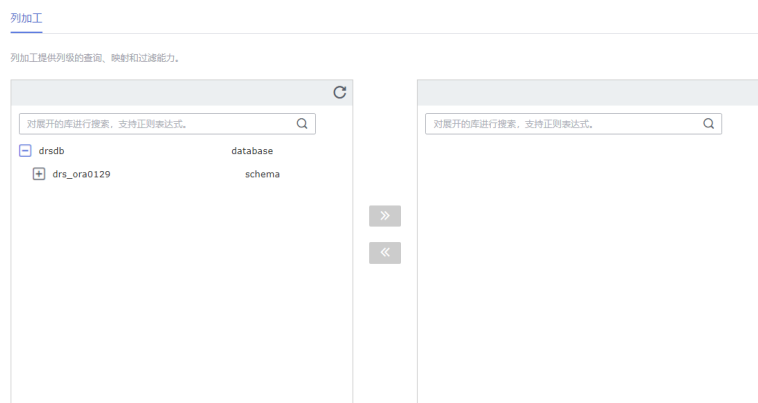 列加工
列加工提供列级的查询、映射和过滤能力。
对展开的库进行搜索，支持正则表达式。
对展开的库进行搜索，支持正则表达式。
drsdb database
drs_ora0129 schema